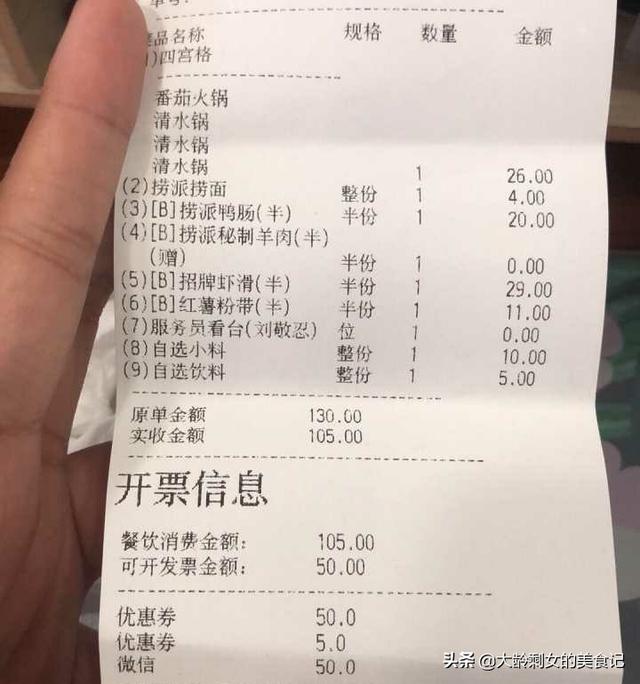 单号:
菜品名称 规格 数量 金额
(1)四宫格
番茄火锅
清水锅
清水锅
清水锅 1 26.00
(2)捞派捞面 整份 1 4.00
(3)[B]捞派鸭肠(半) 半份 1 20.00
(4)[B]捞派秘制羊肉(半)
(赠) 半份 1 0.00
(5)[B]招牌虾滑(半) 半份 1 29.00
(6)[B]红薯粉带(半) 半份 1 11.00
(7)服务员看台(刘敬忍) 位 1 0.00
(8)自选小料 整份 1 10.00
(9)自选饮料 整份 1 5.00
原单金额 130.00
实收金额 105.00
开票信息
餐饮消费金额: 105.00
可开发票金额: 50.00
优惠券 50.0
优惠券 5.0
微信 50.0
头条 @大龄剩女的美食记